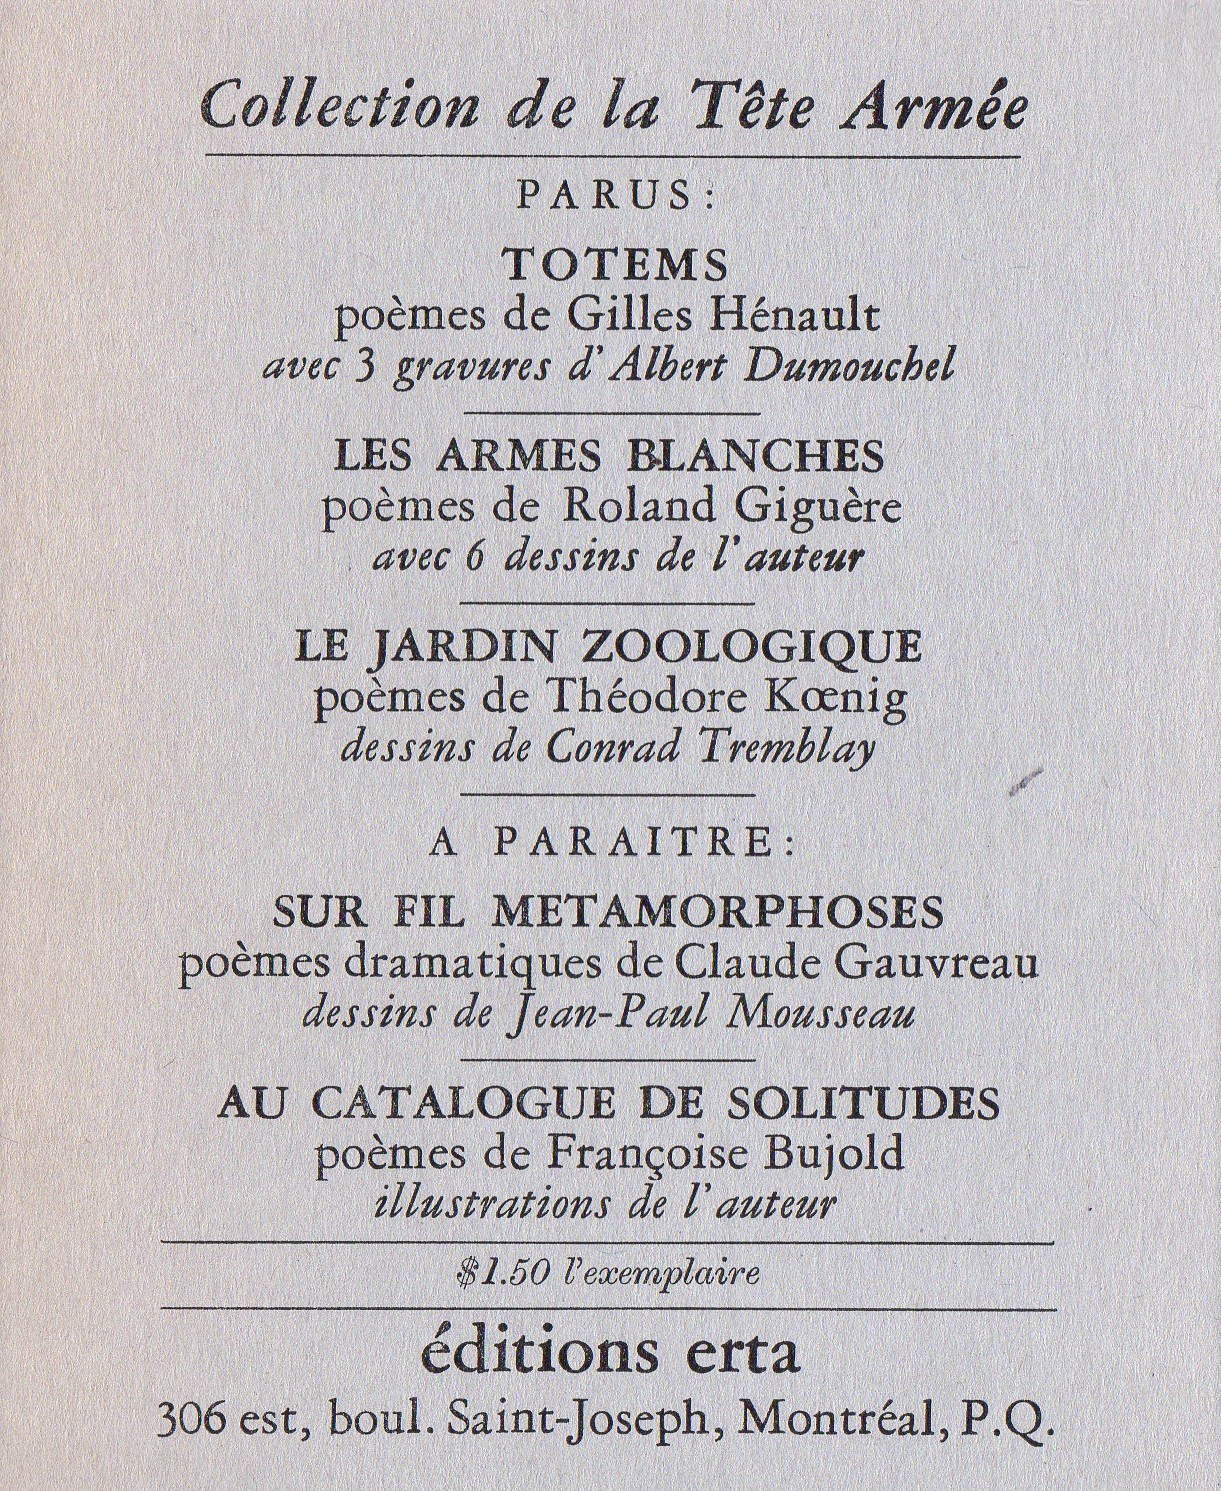 Collection de la Tête Armée
PARUS:
TOTEMS
poèmes de Gilles Hénault
avec 3 gravures d'Albert Dumouchel
LES ARMES BLANCHES
poèmes de Roland Giguère
avec 6 dessins de l'auteur
LE JARDIN ZOOLOGIQUE
poèmes de Théodore Kœnig
dessins de Conrad Tremblay
A PARAITRE:
SUR FIL METAMORPHOSES
poèmes dramatiques de Claude Gauvreau
dessins de Jean-Paul Mousseau
AU CATALOGUE DE SOLITUDES
poèmes de Françoise Bujold
illustrations de l'auteur
$1.50 l'exemplaire
éditions erta
306 est, boul. Saint-Joseph, Montréal, P.Q.